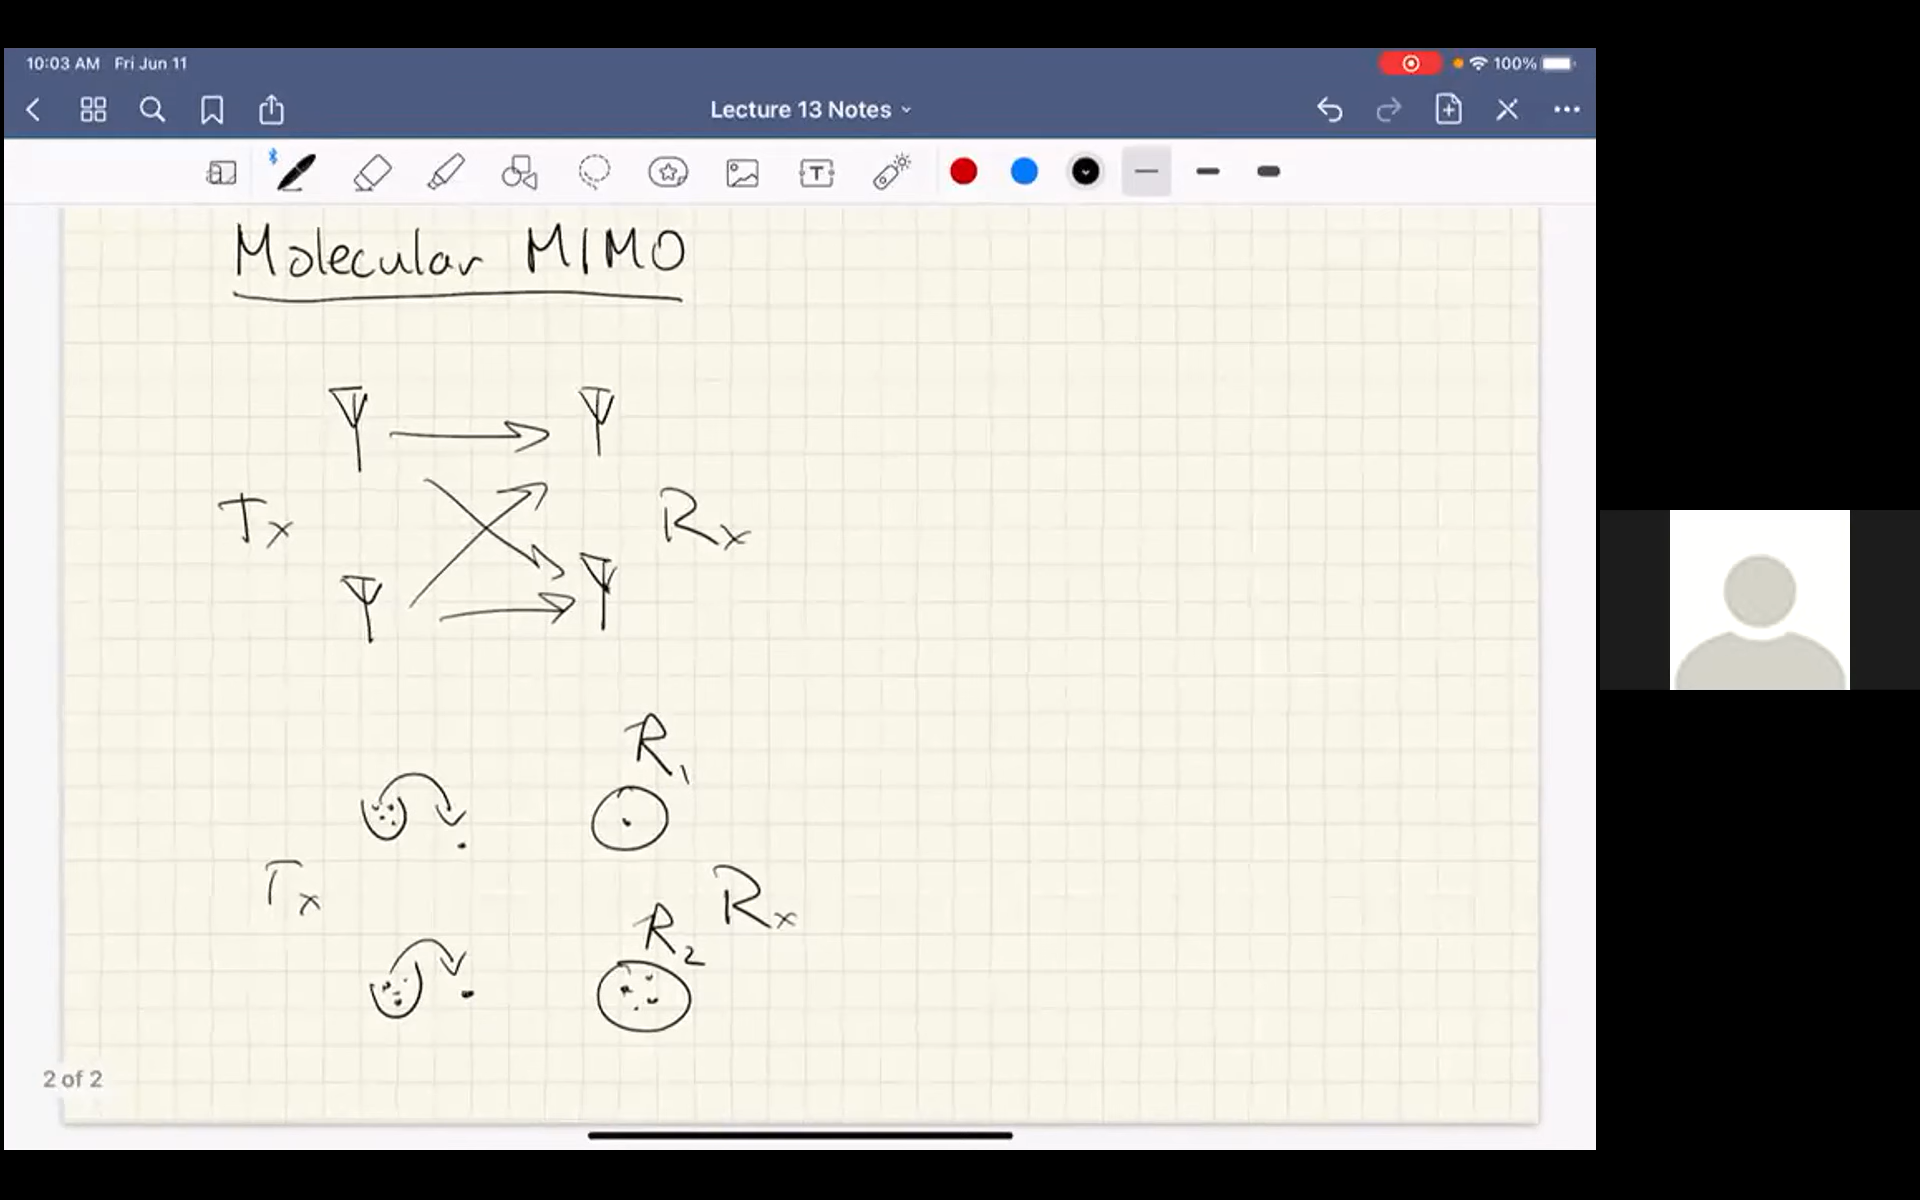 10:03 AM Fri Jun 11
100%
Lecture 13 Notes
T
Molecular MIMO
Tx
Rx
R1
Tx
Rx
R2
2 of 2